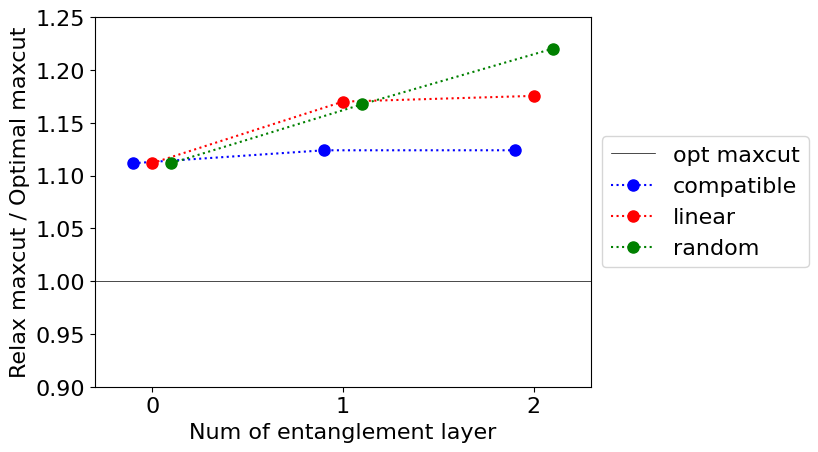 Relax maxcut / Optimal maxcut
1.25
1.20
1.15
1.10
1.05
1.00
0.95
0.90
0 1 2
Num of entanglement layer
opt maxcut
compatible
linear
random